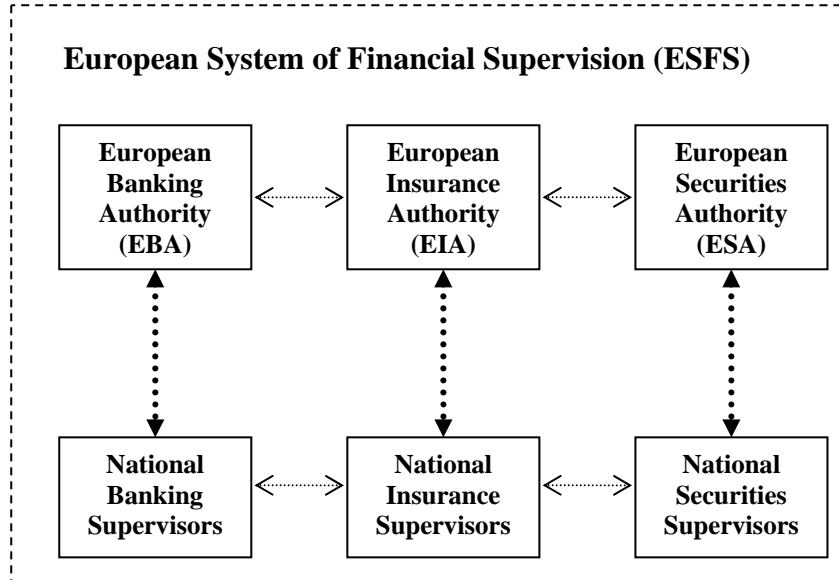 European System of Financial Supervision (ESFS)
European
Banking
Authority
(EBA)
European
Insurance
Authority
(EIA)
European
Securities
Authority
(ESA)
National
Banking
Supervisors
National
Insurance
Supervisors
National
Securities
Supervisors